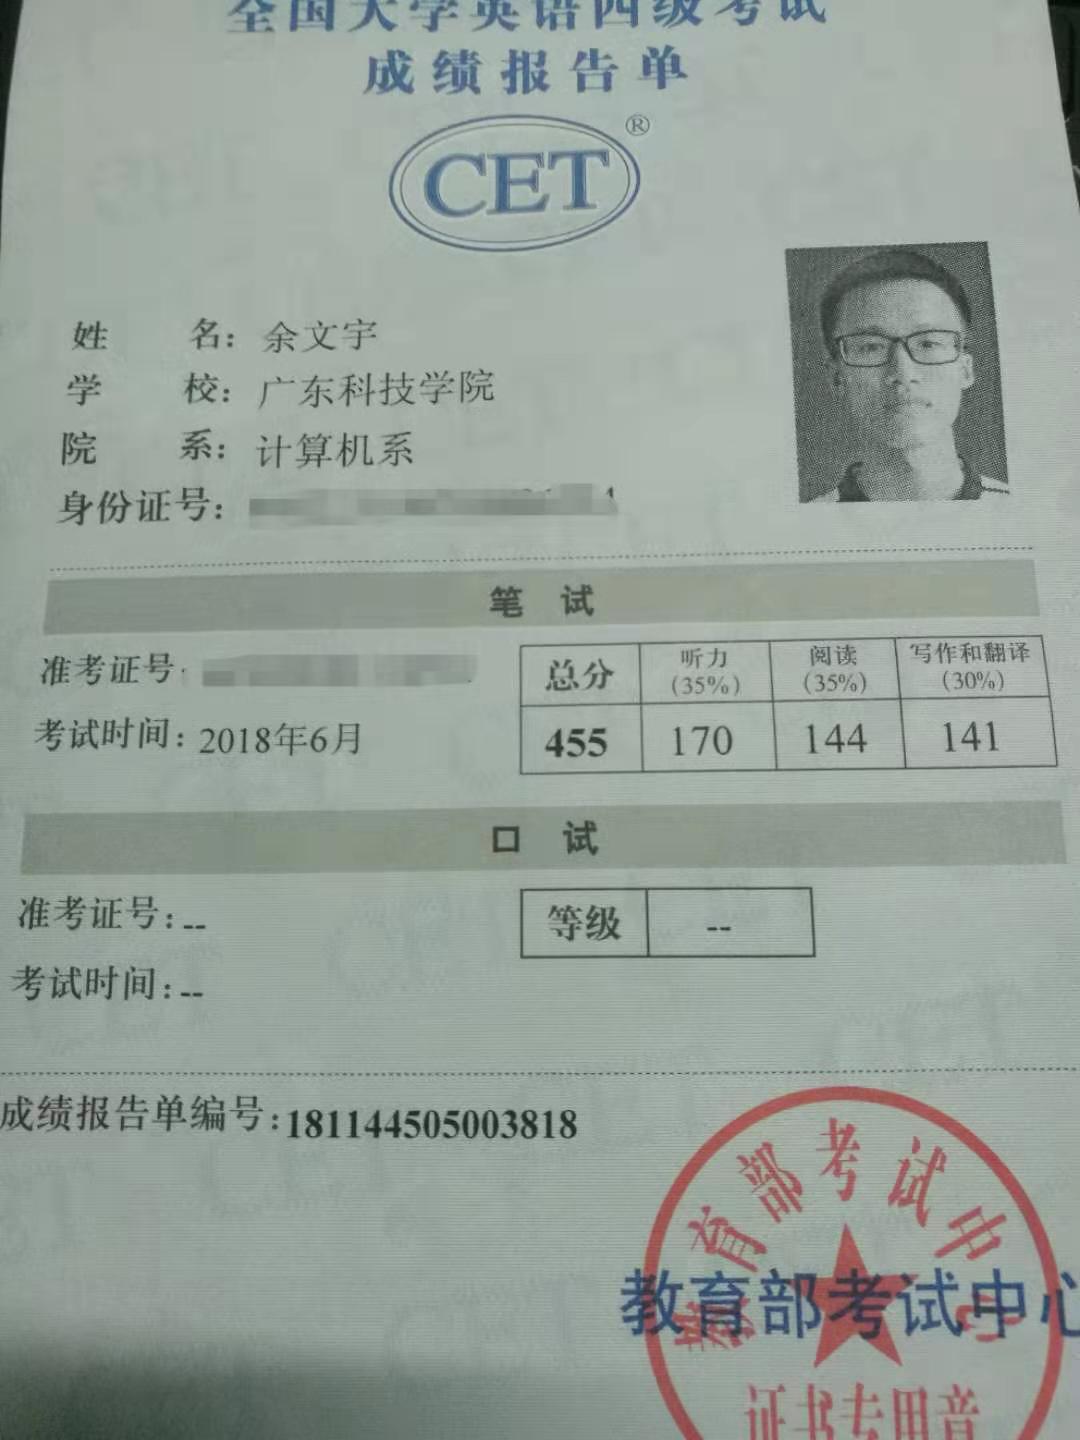 全国大学英语四级考试
成绩报告单
CET®
姓 名：余文宇
学 校：广东科技学院
院 系：计算机系
身份证号：
笔 试
准考证号：
考试时间：2018年6月
总分 听力(35%) 阅读(35%) 写作和翻译(30%)
455 170 144 141
口 试
准考证号：--
考试时间：--
等级 --
成绩报告单编号：181144505003818
教育部考试中心
教育部考试中心
证书专用章